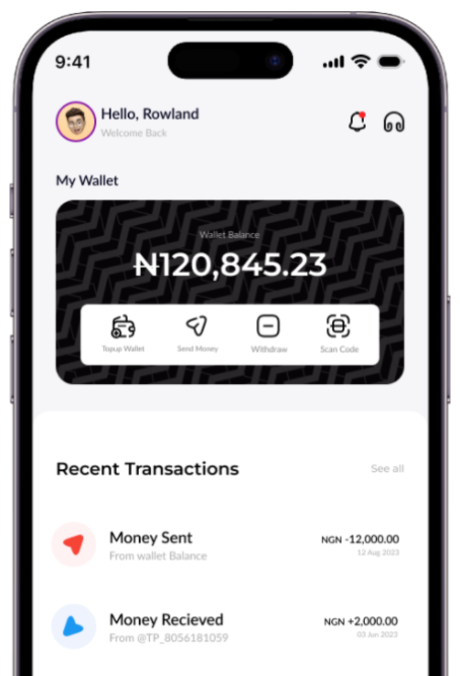 9:41
Hello, Rowland
Welcome Back
My Wallet
Wallet Balance
₦120,845.23
Topup Wallet
Send Money
Withdraw
Scan Code
Recent Transactions
See all
Money Sent
NGN -12,000.00
From wallet Balance
12 Aug 2023
Money Recieved
NGN +2,000.00
From @TP_8056181059
03 Jun 2023